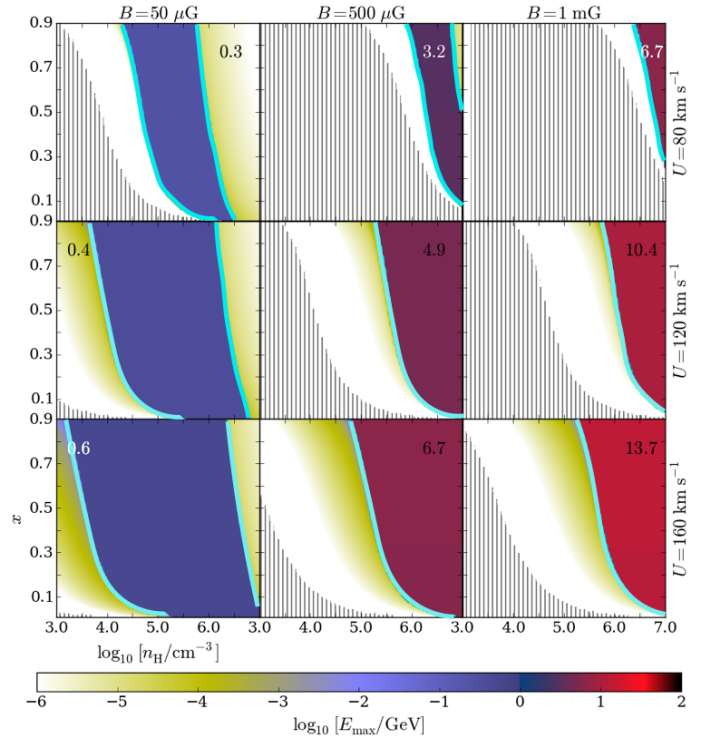 B = 50 μG B = 500 μG B = 1 mG
0.9 0.3 3.2 6.7
0.7
0.5
0.3
0.1
U = 80 km s⁻¹
0.9 0.4 4.9 10.4
0.7
0.5
0.3
0.1
U = 120 km s⁻¹
0.9 0.6 6.7 13.7
0.7
0.5
0.3
0.1
U = 160 km s⁻¹
x
3.0 4.0 5.0 6.0 3.0 4.0 5.0 6.0 3.0 4.0 5.0 6.0 7.0
log₁₀ [n_H/cm⁻³]
−6 −5 −4 −3 −2 −1 0 1 2
log₁₀ [E_max/GeV]